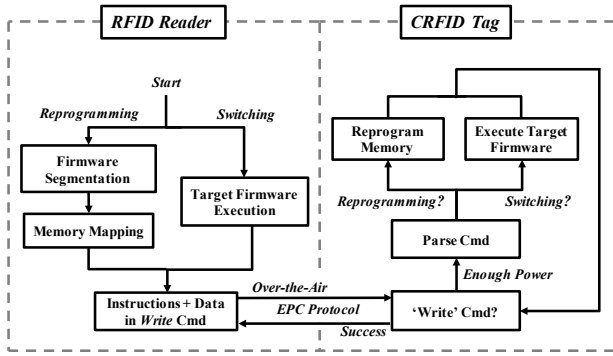 RFID Reader
CRFID Tag
Start
Reprogramming
Switching
Firmware
Segmentation
Memory Mapping
Target Firmware
Execution
Instructions + Data
in Write Cmd
Over-the-Air
EPC Protocol
Success
Reprogram
Memory
Execute Target
Firmware
Reprogramming?
Switching?
Parse Cmd
Enough Power
‘Write’ Cmd?